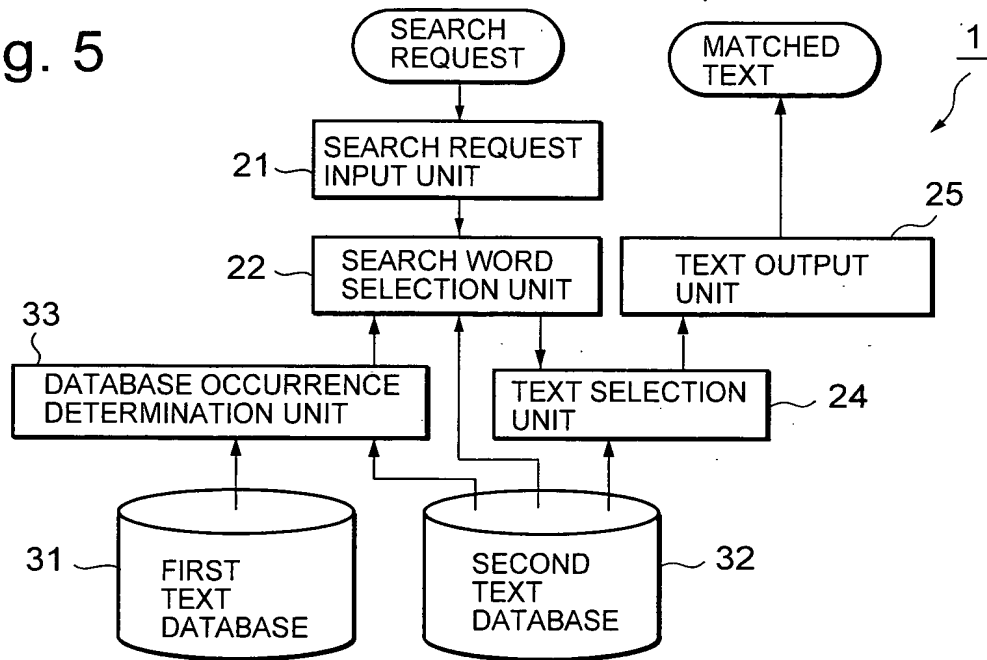 g. 5
SEARCH
REQUEST
MATCHED
TEXT
1
21
SEARCH REQUEST
INPUT UNIT
25
22
SEARCH WORD
SELECTION UNIT
TEXT OUTPUT
UNIT
33
DATABASE OCCURRENCE
DETERMINATION UNIT
TEXT SELECTION
UNIT
24
31
FIRST
TEXT
DATABASE
SECOND
TEXT
DATABASE
32